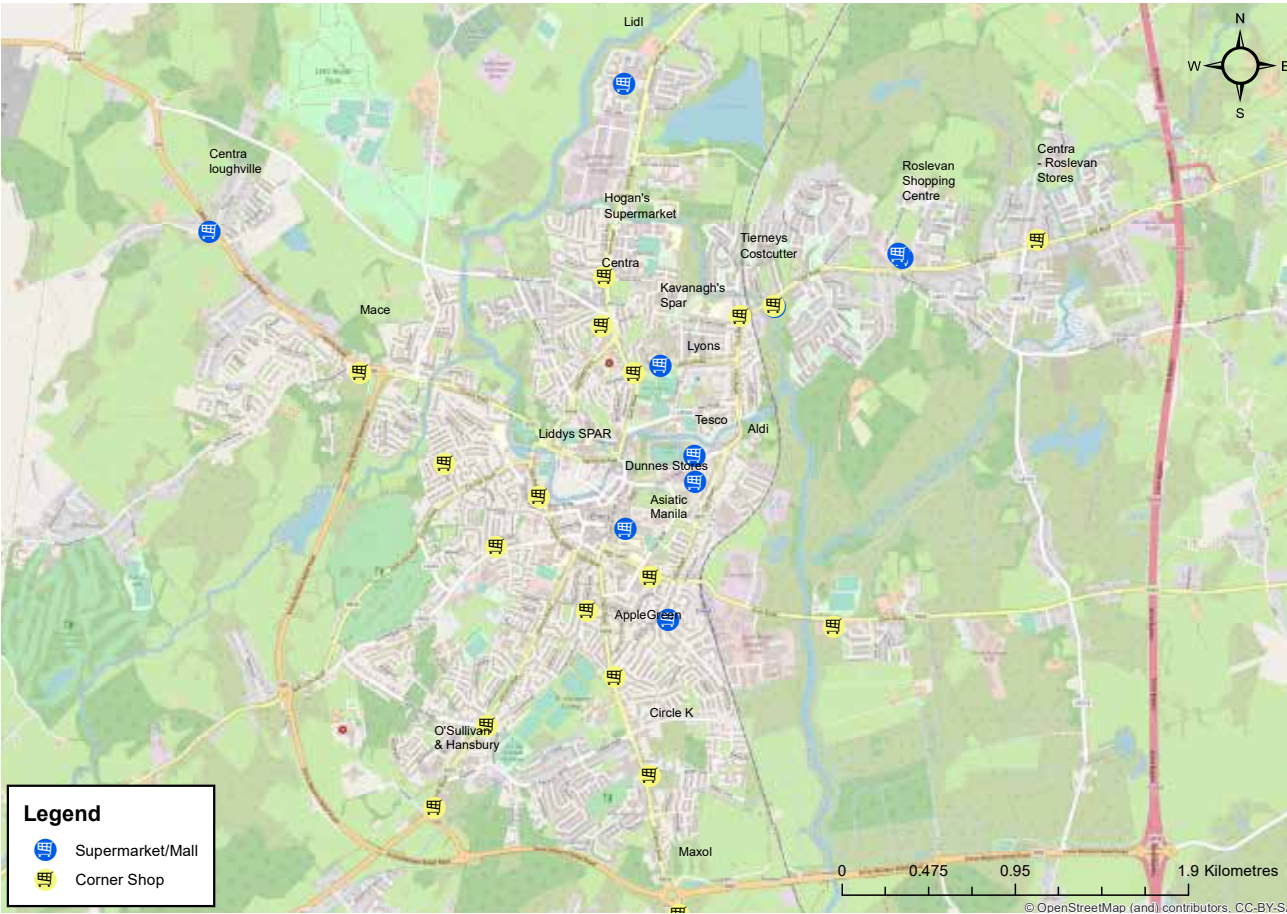 Lidl
N
W
E
S
Centra
loughville
Centra
- Roslevan
Stores
Roslevan
Shopping
Centre
Hogan's
Supermarket
Tierneys
Costcutter
Centra
Kavanagh's
Spar
Mace
Lyons
Tesco
Aldi
Liddys SPAR
Dunnes Stores
Asiatic
Manila
AppleGreen
Circle K
O'Sullivan
& Hansbury
Maxol
Legend
Supermarket/Mall
Corner Shop
0 0.475 0.95 1.9 Kilometres
© OpenStreetMap (and) contributors, CC-BY-S